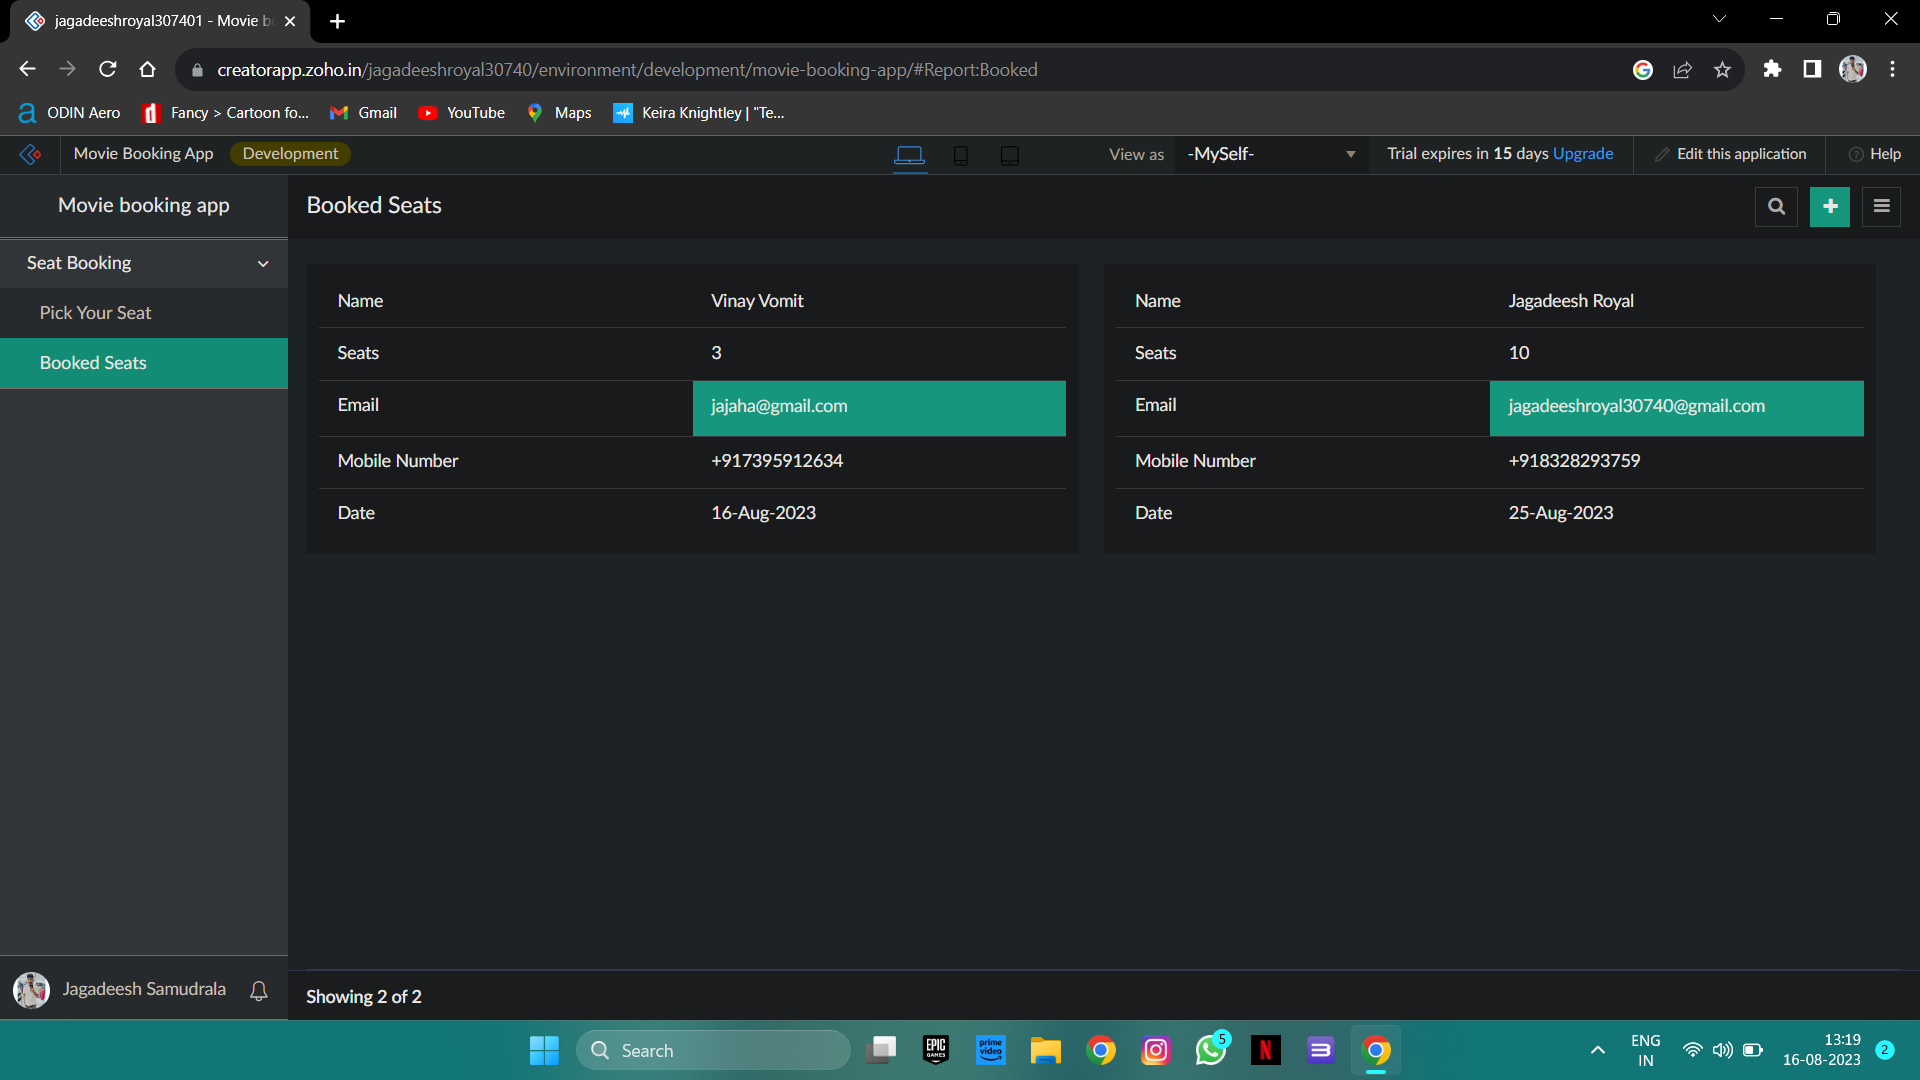 jagadeeshroyal307401 - Movie b
creatorapp.zoho.in/jagadeeshroyal30740/environment/development/movie-booking-app/#Report:Booked
ODIN Aero
Fancy > Cartoon fo...
Gmail
YouTube
Maps
Keira Knightley | "Te...
Movie Booking App
Development
View as
-MySelf-
Trial expires in 15 days Upgrade
Edit this application
Help
Movie booking app
Seat Booking
Pick Your Seat
Booked Seats
Booked Seats
Name Vinay Vomit
Seats 3
Email jajaha@gmail.com
Mobile Number +917395912634
Date 16-Aug-2023
Name Jagadeesh Royal
Seats 10
Email jagadeeshroyal30740@gmail.com
Mobile Number +918328293759
Date 25-Aug-2023
Jagadeesh Samudrala
Showing 2 of 2
Search
EPIC
GAMES
prime
video
5
N
ENG
IN
13:19
16-08-2023
2